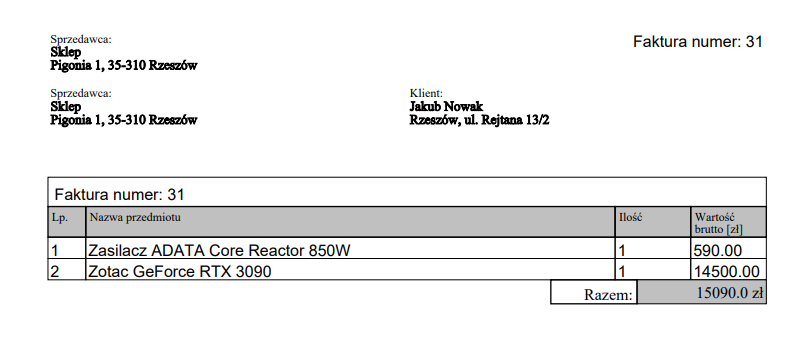 Sprzedawca:
Sklep
Pigonia 1, 35-310 Rzeszów
Faktura numer: 31
Sprzedawca:
Sklep
Pigonia 1, 35-310 Rzeszów
Klient:
Jakub Nowak
Rzeszów, ul. Rejtana 13/2
Faktura numer: 31
Lp. Nazwa przedmiotu Ilość Wartość brutto [zł]
1 Zasilacz ADATA Core Reactor 850W 1 590.00
2 Zotac GeForce RTX 3090 1 14500.00
Razem: 15090.0 zł